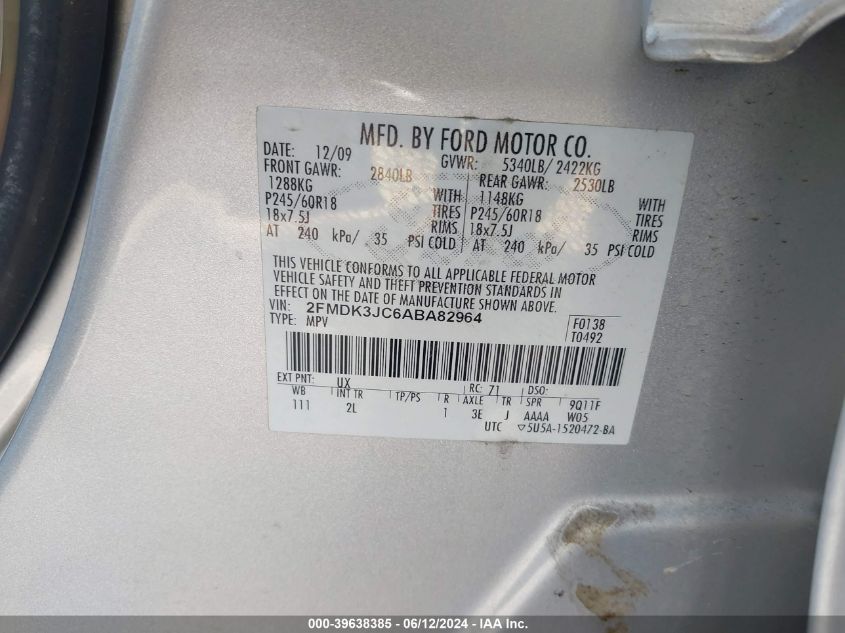 MFD. BY FORD MOTOR CO.
DATE: 12/09 GVWR: 5340LB/ 2422KG
FRONT GAWR: 2840LB REAR GAWR: 2530LB
1288KG WITH 1148KG WITH
P245/60R18 TIRES P245/60R18 TIRES
18x7.5J RIMS 18x7.5J RIMS
AT 240 kPa/ 35 PSI COLD AT 240 kPa/ 35 PSI COLD
THIS VEHICLE CONFORMS TO ALL APPLICABLE FEDERAL MOTOR
VEHICLE SAFETY AND THEFT PREVENTION STANDARDS IN
EFFECT ON THE DATE OF MANUFACTURE SHOWN ABOVE.
VIN: 2FMDK3JC6ABA82964 F0138
TYPE: MPV T0492
EXT PNT: UX RC: 71 DSO:
WB INT TR TP/PS R AXLE TR SPR 9Q11F
111 2L 1 3E J AAAA W05
UTC ▽5U5A-1520472-BA
000-39638385 - 06/12/2024 - IAA Inc.